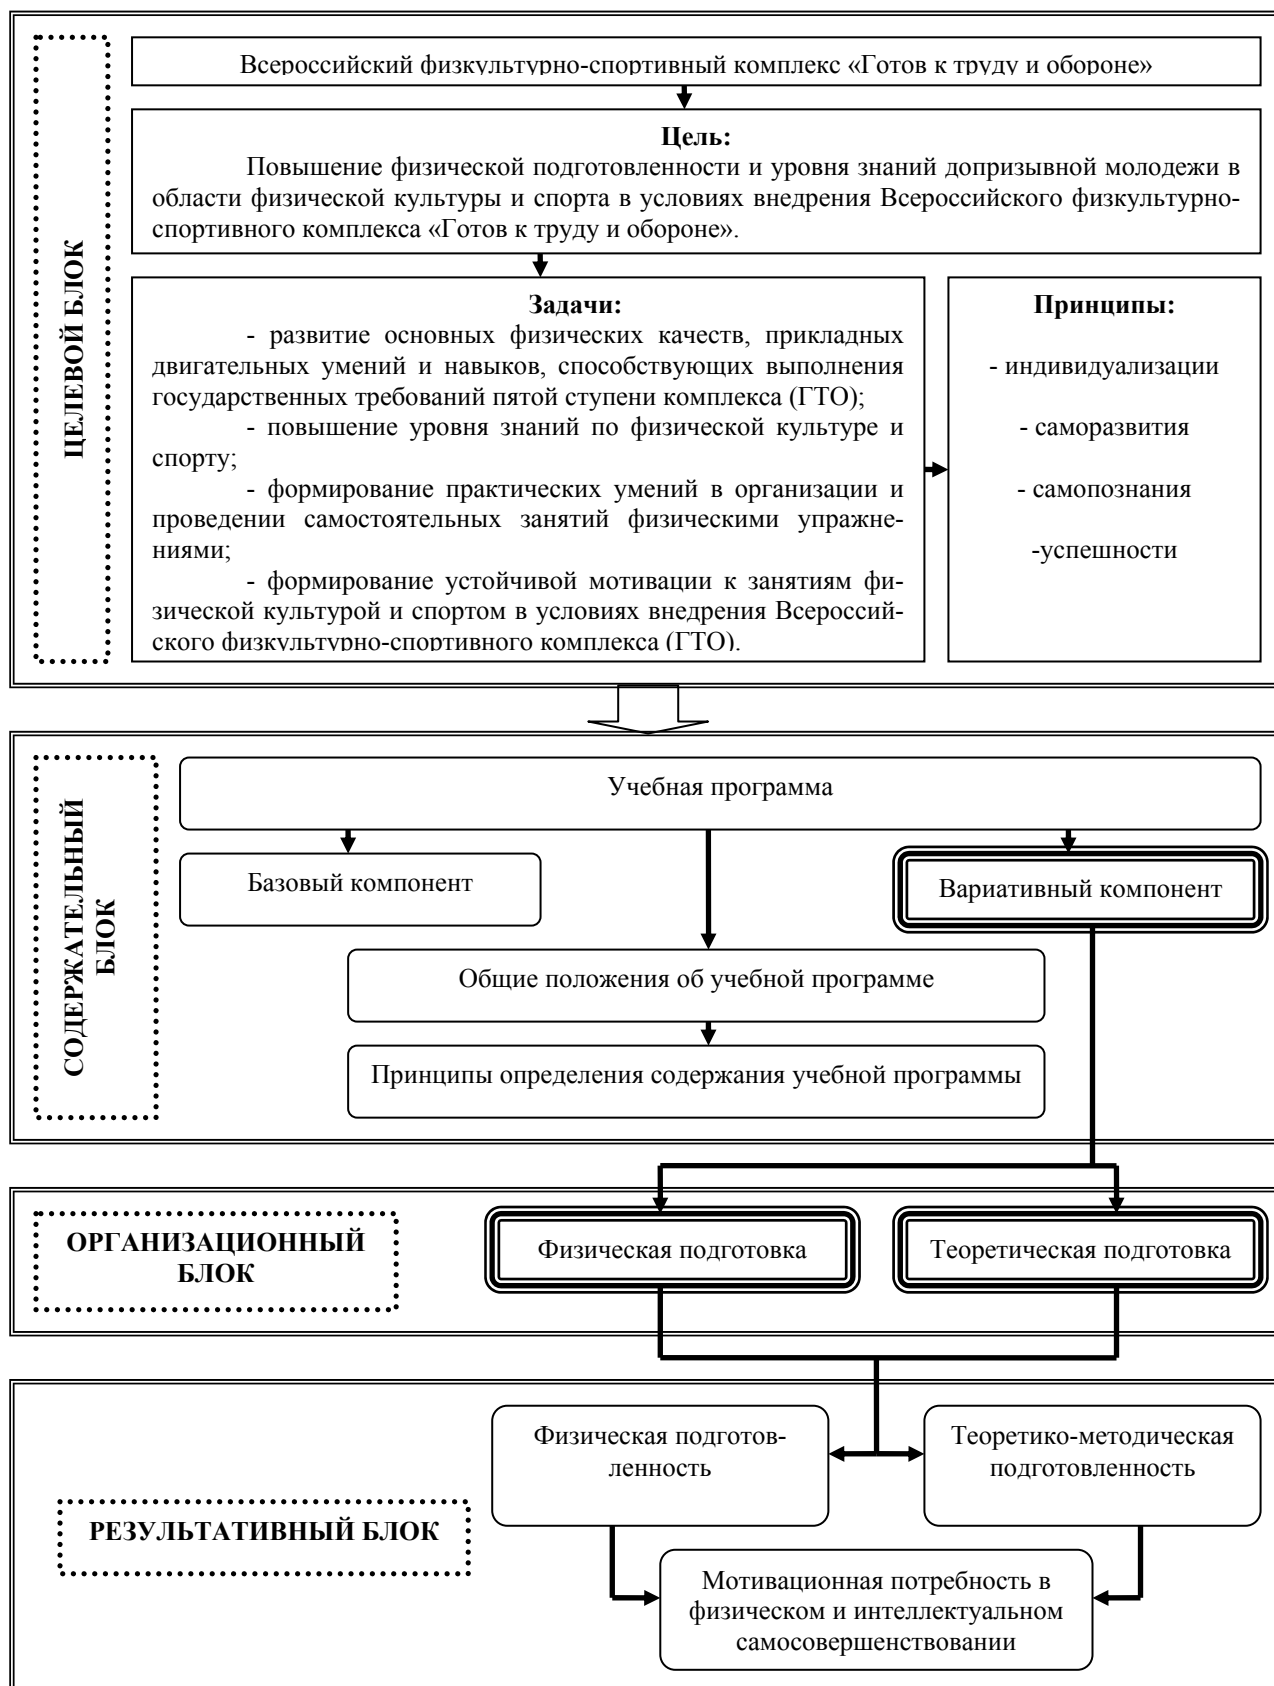 ЦЕЛЕВОЙ БЛОК
Всероссийский физкультурно-спортивный комплекс «Готов к труду и обороне»
Цель:
Повышение физической подготовленности и уровня знаний допризывной молодежи в
области физической культуры и спорта в условиях внедрения Всероссийского физкультурно-
спортивного комплекса «Готов к труду и обороне».
Задачи:
- развитие основных физических качеств, прикладных
двигательных умений и навыков, способствующих выполнения
государственных требований пятой ступени комплекса (ГТО);
- повышение уровня знаний по физической культуре и
спорту;
- формирование практических умений в организации и
проведении самостоятельных занятий физическими упражне-
ниями;
- формирование устойчивой мотивации к занятиям фи-
зической культурой и спортом в условиях внедрения Всероссий-
ского физкультурно-спортивного комплекса (ГТО).
Принципы:
- индивидуализации
- саморазвития
- самопознания
-успешности
СОДЕРЖАТЕЛЬНЫЙ
БЛОК
Учебная программа
Базовый компонент
Вариативный компонент
Общие положения об учебной программе
Принципы определения содержания учебной программы
ОРГАНИЗАЦИОННЫЙ
БЛОК
Физическая подготовка
Теоретическая подготовка
РЕЗУЛЬТАТИВНЫЙ БЛОК
Физическая подготов-
ленность
Теоретико-методическая
подготовленность
Мотивационная потребность в
физическом и интеллектуальном
самосовершенствовании